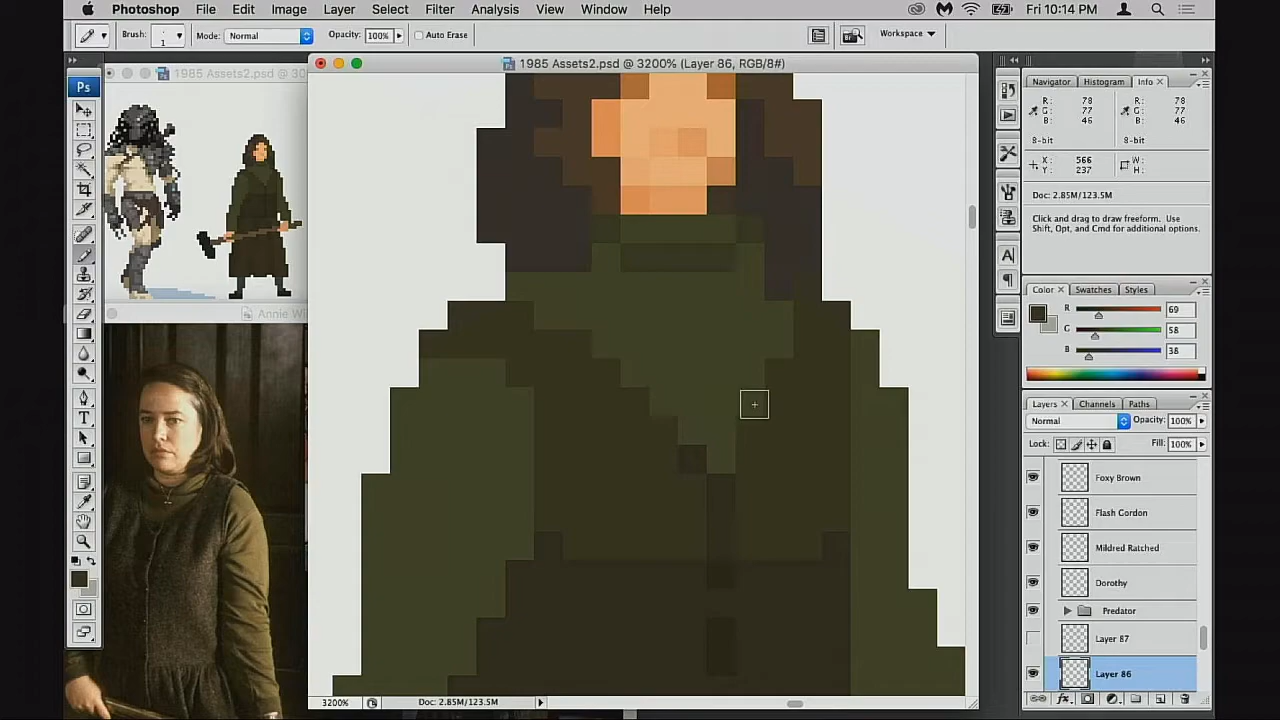 Photoshop File Edit Image Layer Select Filter Analysis View Window Help Fri 10:14 PM
Brush: 1 Mode: Normal Opacity: 100% Auto Erase Workspace
1985 Assets2.psd @ 30
1985 Assets2.psd @ 3200% (Layer 86, RGB/8#)
Ps
Navigator Histogram Info
R: 78 R: 78
G: 77 G: 77
B: 46 B: 46
8-bit 8-bit
X: 566 W:
Y: 237 H:
Doc: 2.85M/123.5M
Click and drag to draw freeform. Use
Shift, Opt, and Cmd for additional options.
Color Swatches Styles
R 69
G 58
B 38
Annie Wi
Layers Channels Paths
Normal Opacity: 100%
Lock: Fill: 100%
Foxy Brown
Flash Gordon
Mildred Ratched
Dorothy
Predator
Layer 87
Layer 86
3200% Doc: 2.85M/123.5M